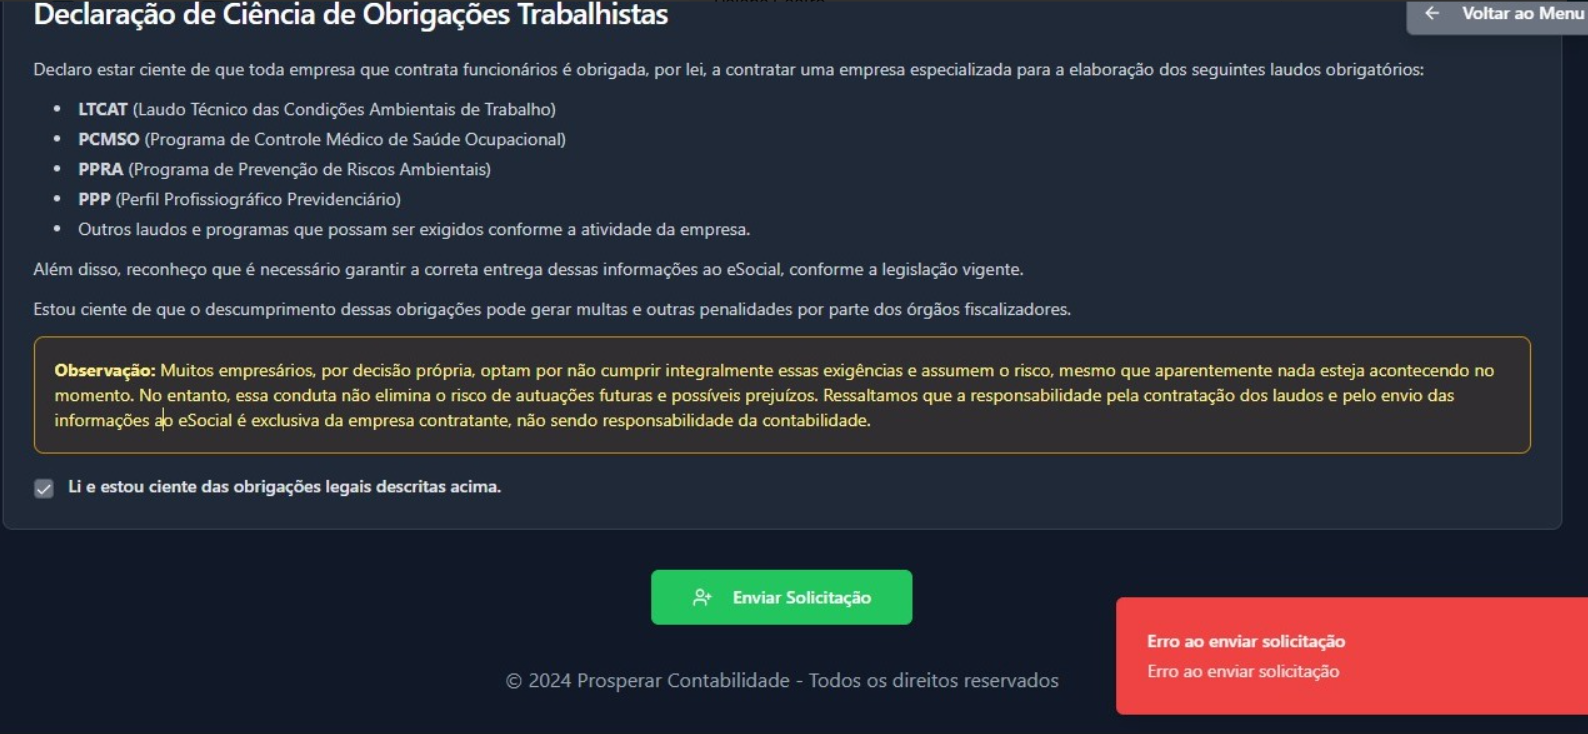 Declaração de Ciência de Obrigações Trabalhistas
Voltar ao Menu
Declaro estar ciente de que toda empresa que contrata funcionários é obrigada, por lei, a contratar uma empresa especializada para a elaboração dos seguintes laudos obrigatórios:
• LTCAT (Laudo Técnico das Condições Ambientais de Trabalho)
• PCMSO (Programa de Controle Médico de Saúde Ocupacional)
• PPRA (Programa de Prevenção de Riscos Ambientais)
• PPP (Perfil Profissiográfico Previdenciário)
• Outros laudos e programas que possam ser exigidos conforme a atividade da empresa.
Além disso, reconheço que é necessário garantir a correta entrega dessas informações ao eSocial, conforme a legislação vigente.
Estou ciente de que o descumprimento dessas obrigações pode gerar multas e outras penalidades por parte dos órgãos fiscalizadores.
Observação: Muitos empresários, por decisão própria, optam por não cumprir integralmente essas exigências e assumem o risco, mesmo que aparentemente nada esteja acontecendo no
momento. No entanto, essa conduta não elimina o risco de autuações futuras e possíveis prejuízos. Ressaltamos que a responsabilidade pela contratação dos laudos e pelo envio das
informações ao eSocial é exclusiva da empresa contratante, não sendo responsabilidade da contabilidade.
Li e estou ciente das obrigações legais descritas acima.
Enviar Solicitação
Erro ao enviar solicitação
Erro ao enviar solicitação
© 2024 Prosperar Contabilidade - Todos os direitos reservados